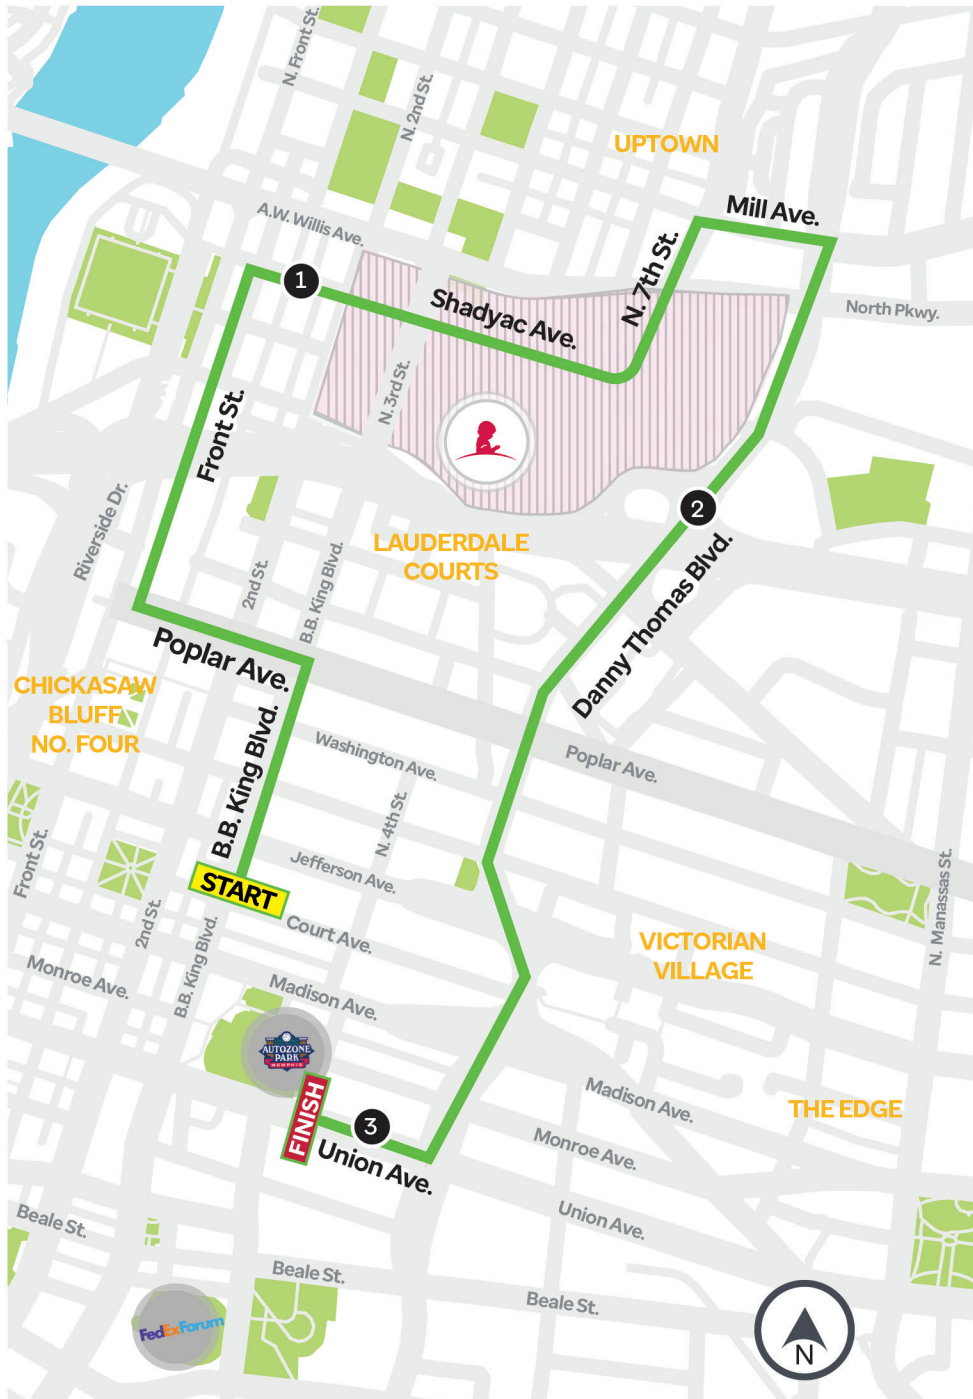 N. Front St.
N. 2nd St.
UPTOWN
A.W. Willis Ave.
Mill Ave.
1
Shadyac Ave.
N. 7th St.
North Pkwy.
N. 3rd St.
Front St.
Riverside Dr.
2
LAUDERDALE
COURTS
2nd St.
B.B. King Blvd.
Danny Thomas Blvd.
Poplar Ave.
CHICKASAW
BLUFF
NO. FOUR
B.B. King Blvd.
Washington Ave.
Poplar Ave.
N. 4th St.
Front St.
START
Jefferson Ave.
Court Ave.
2nd St.
B.B. King Blvd.
N. Manassas St.
VICTORIAN
VILLAGE
Monroe Ave.
Madison Ave.
AUTOZONE
PARK
MEMPHIS
FINISH
3
Union Ave.
Madison Ave.
THE EDGE
Monroe Ave.
Union Ave.
Beale St.
Beale St.
Beale St.
FedExForum
N